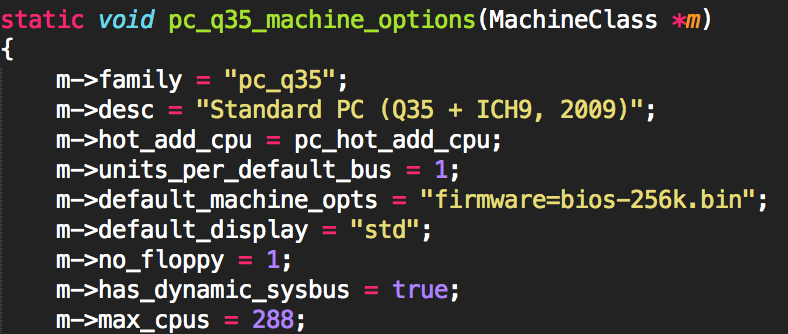 static void pc_q35_machine_options(MachineClass *m)
{
    m->family = "pc_q35";
    m->desc = "Standard PC (Q35 + ICH9, 2009)";
    m->hot_add_cpu = pc_hot_add_cpu;
    m->units_per_default_bus = 1;
    m->default_machine_opts = "firmware=bios-256k.bin";
    m->default_display = "std";
    m->no_floppy = 1;
    m->has_dynamic_sysbus = true;
    m->max_cpus = 288;